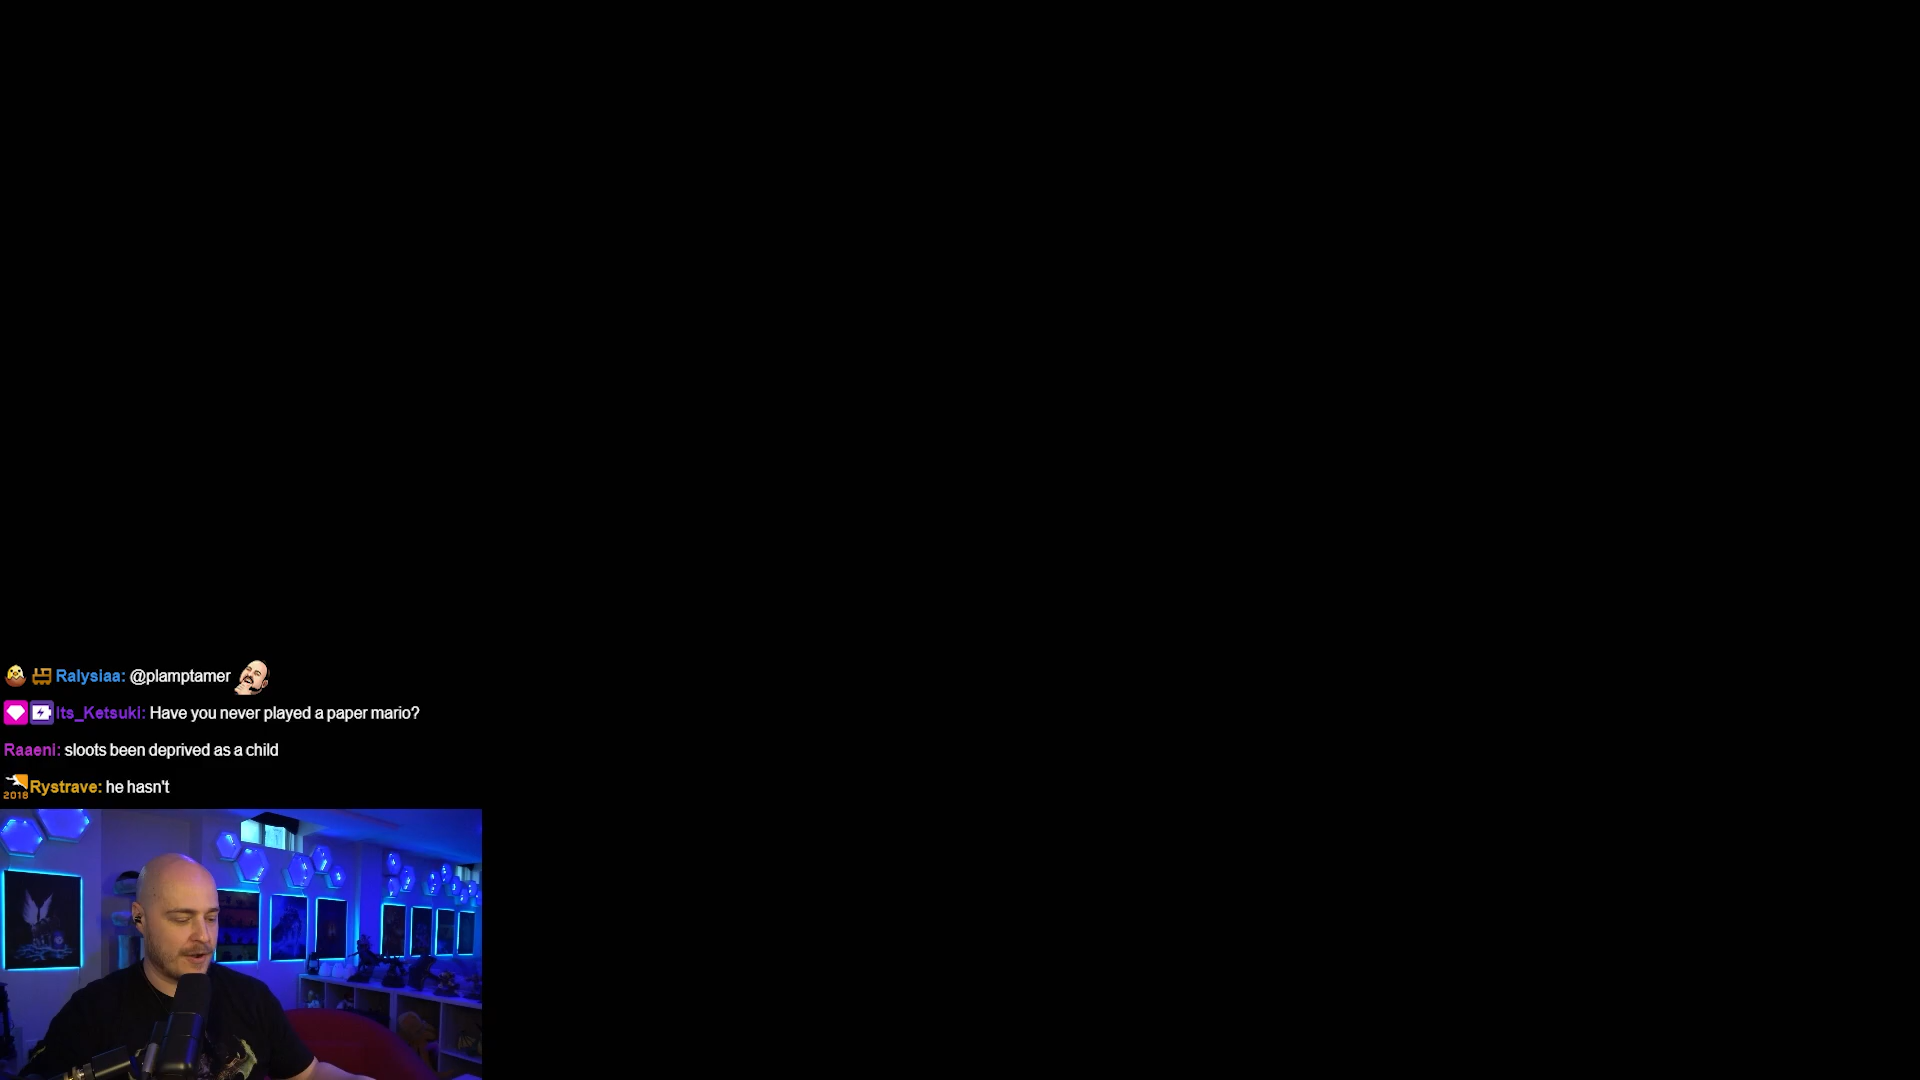 Ralysiaa: @plamptamer
Its_Ketsuki: Have you never played a paper mario?
Raaeni: sloots been deprived as a child
2018 Rystrave: he hasn't